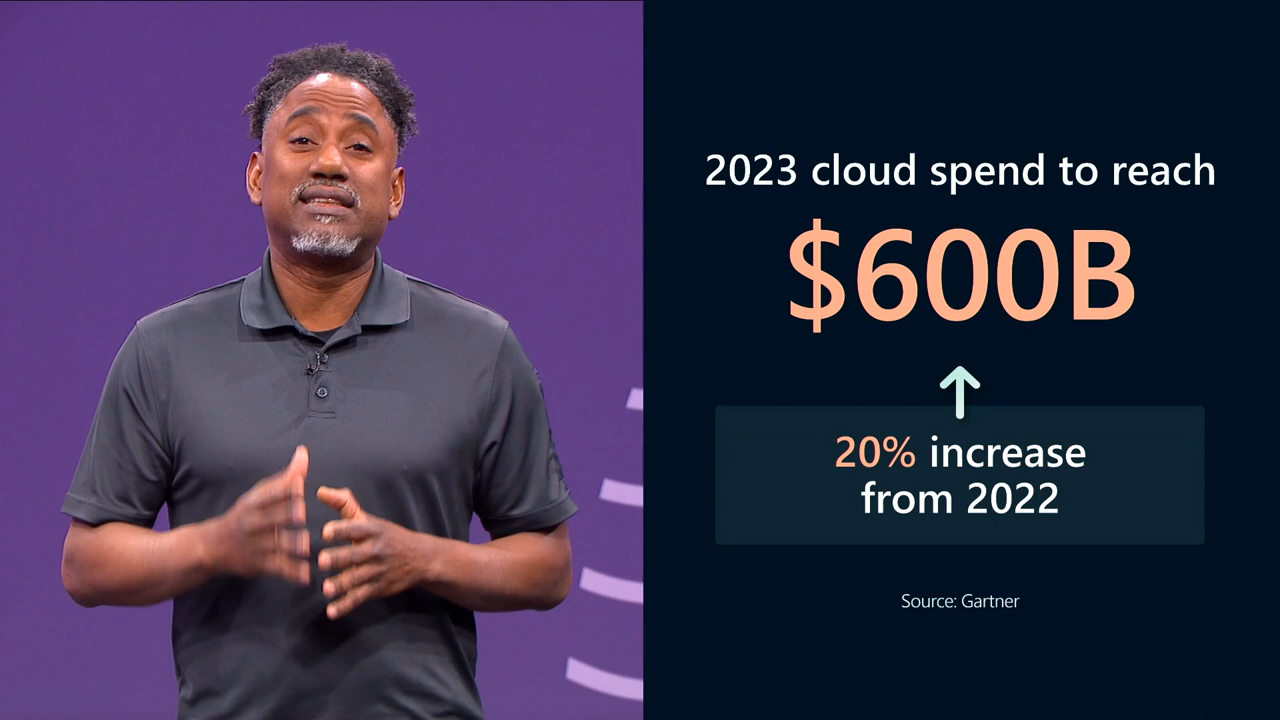 2023 cloud spend to reach
$600B
20% increase
from 2022
Source: Gartner